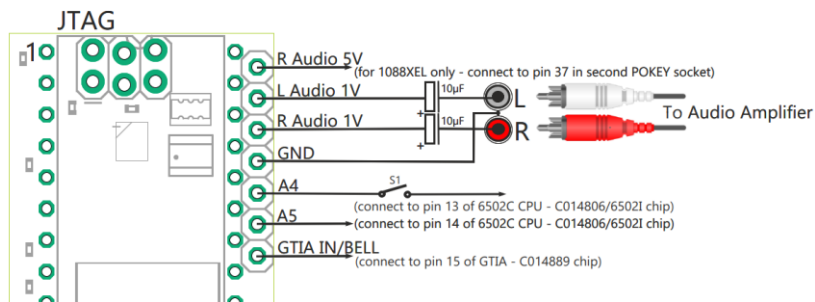 JTAG
1
R Audio 5V
(for 1088XEL only - connect to pin 37 in second POKEY socket)
L Audio 1V
10µF
L
+
R Audio 1V
10µF
R
To Audio Amplifier
+
GND
A4
S1
(connect to pin 13 of 6502C CPU - C014806/6502I chip)
A5
(connect to pin 14 of 6502C CPU - C014806/6502I chip)
GTIA IN/BELL
(connect to pin 15 of GTIA - C014889 chip)